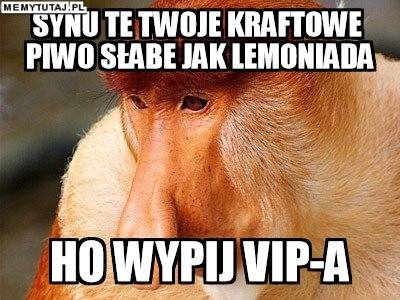 MEMYTUTAJ.PL
SYNU TE TWOJE KRAFTOWE
PIWO SŁABE JAK LEMONIADA
HO WYPIJ VIP-A